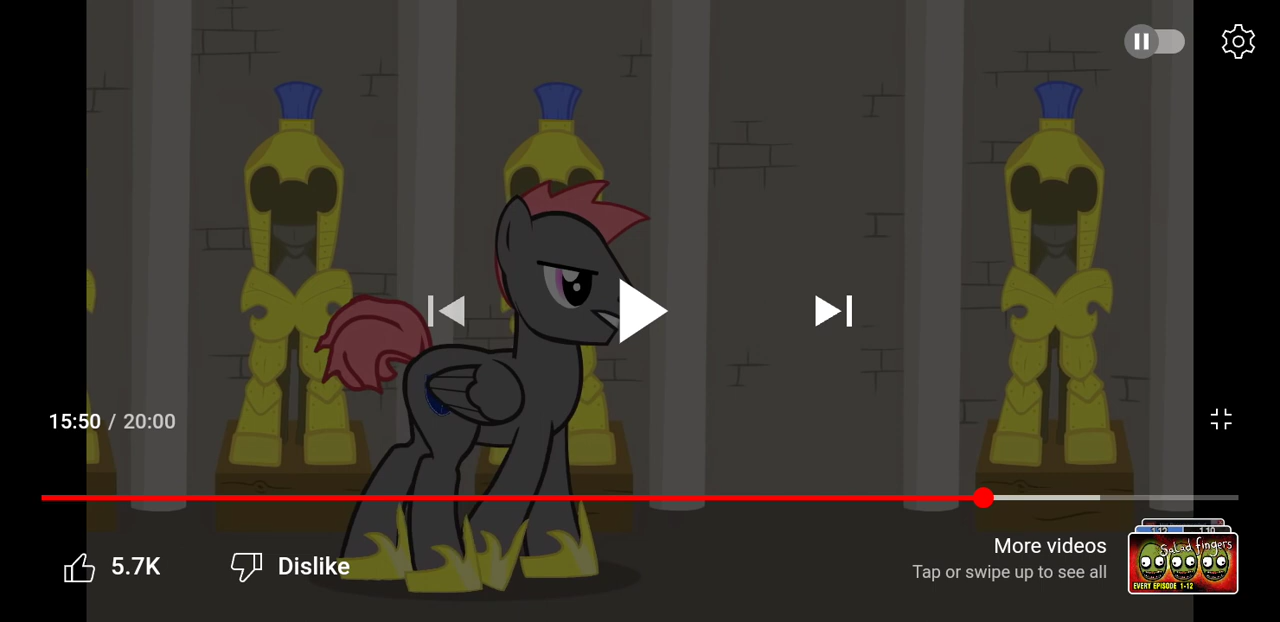 15:50 / 20:00
5.7K
Dislike
More videos
Tap or swipe up to see all
Salad fingers
EVERY EPISODE 1-12